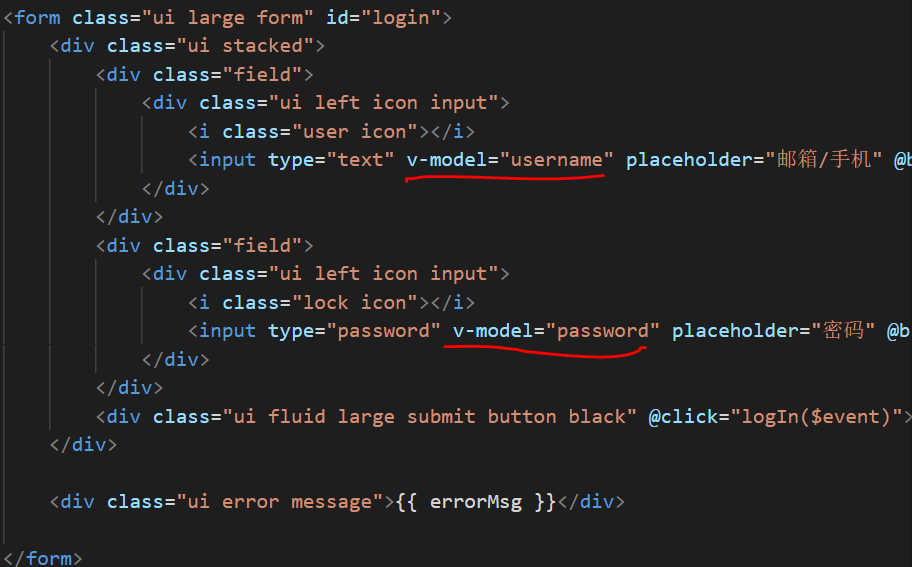 <form class="ui large form" id="login">
<div class="ui stacked">
<div class="field">
<div class="ui left icon input">
<i class="user icon"></i>
<input type="text" v-model="username" placeholder="邮箱/手机" @b
</div>
</div>
<div class="field">
<div class="ui left icon input">
<i class="lock icon"></i>
<input type="password" v-model="password" placeholder="密码" @b
</div>
</div>
<div class="ui fluid large submit button black" @click="logIn($event)">
</div>
<div class="ui error message">{{ errorMsg }}</div>
</form>